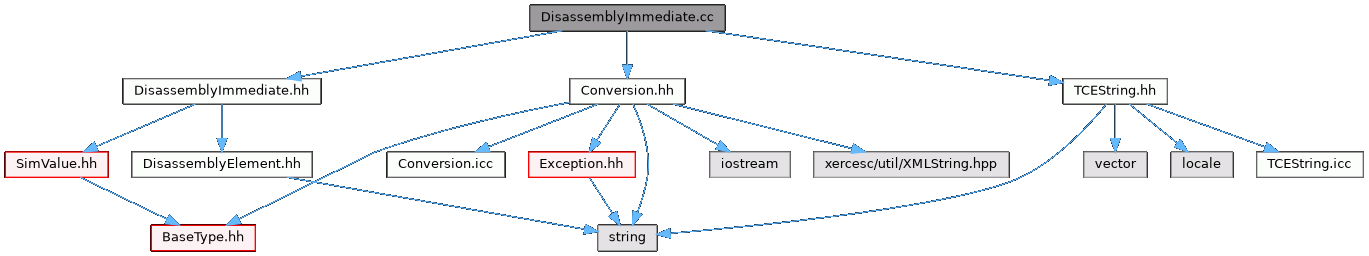 DisassemblyImmediate.cc
DisassemblyImmediate.hh
Conversion.hh
TCEString.hh
SimValue.hh
DisassemblyElement.hh
Conversion.icc
Exception.hh
iostream
xercesc/util/XMLString.hpp
vector
locale
TCEString.icc
BaseType.hh
string